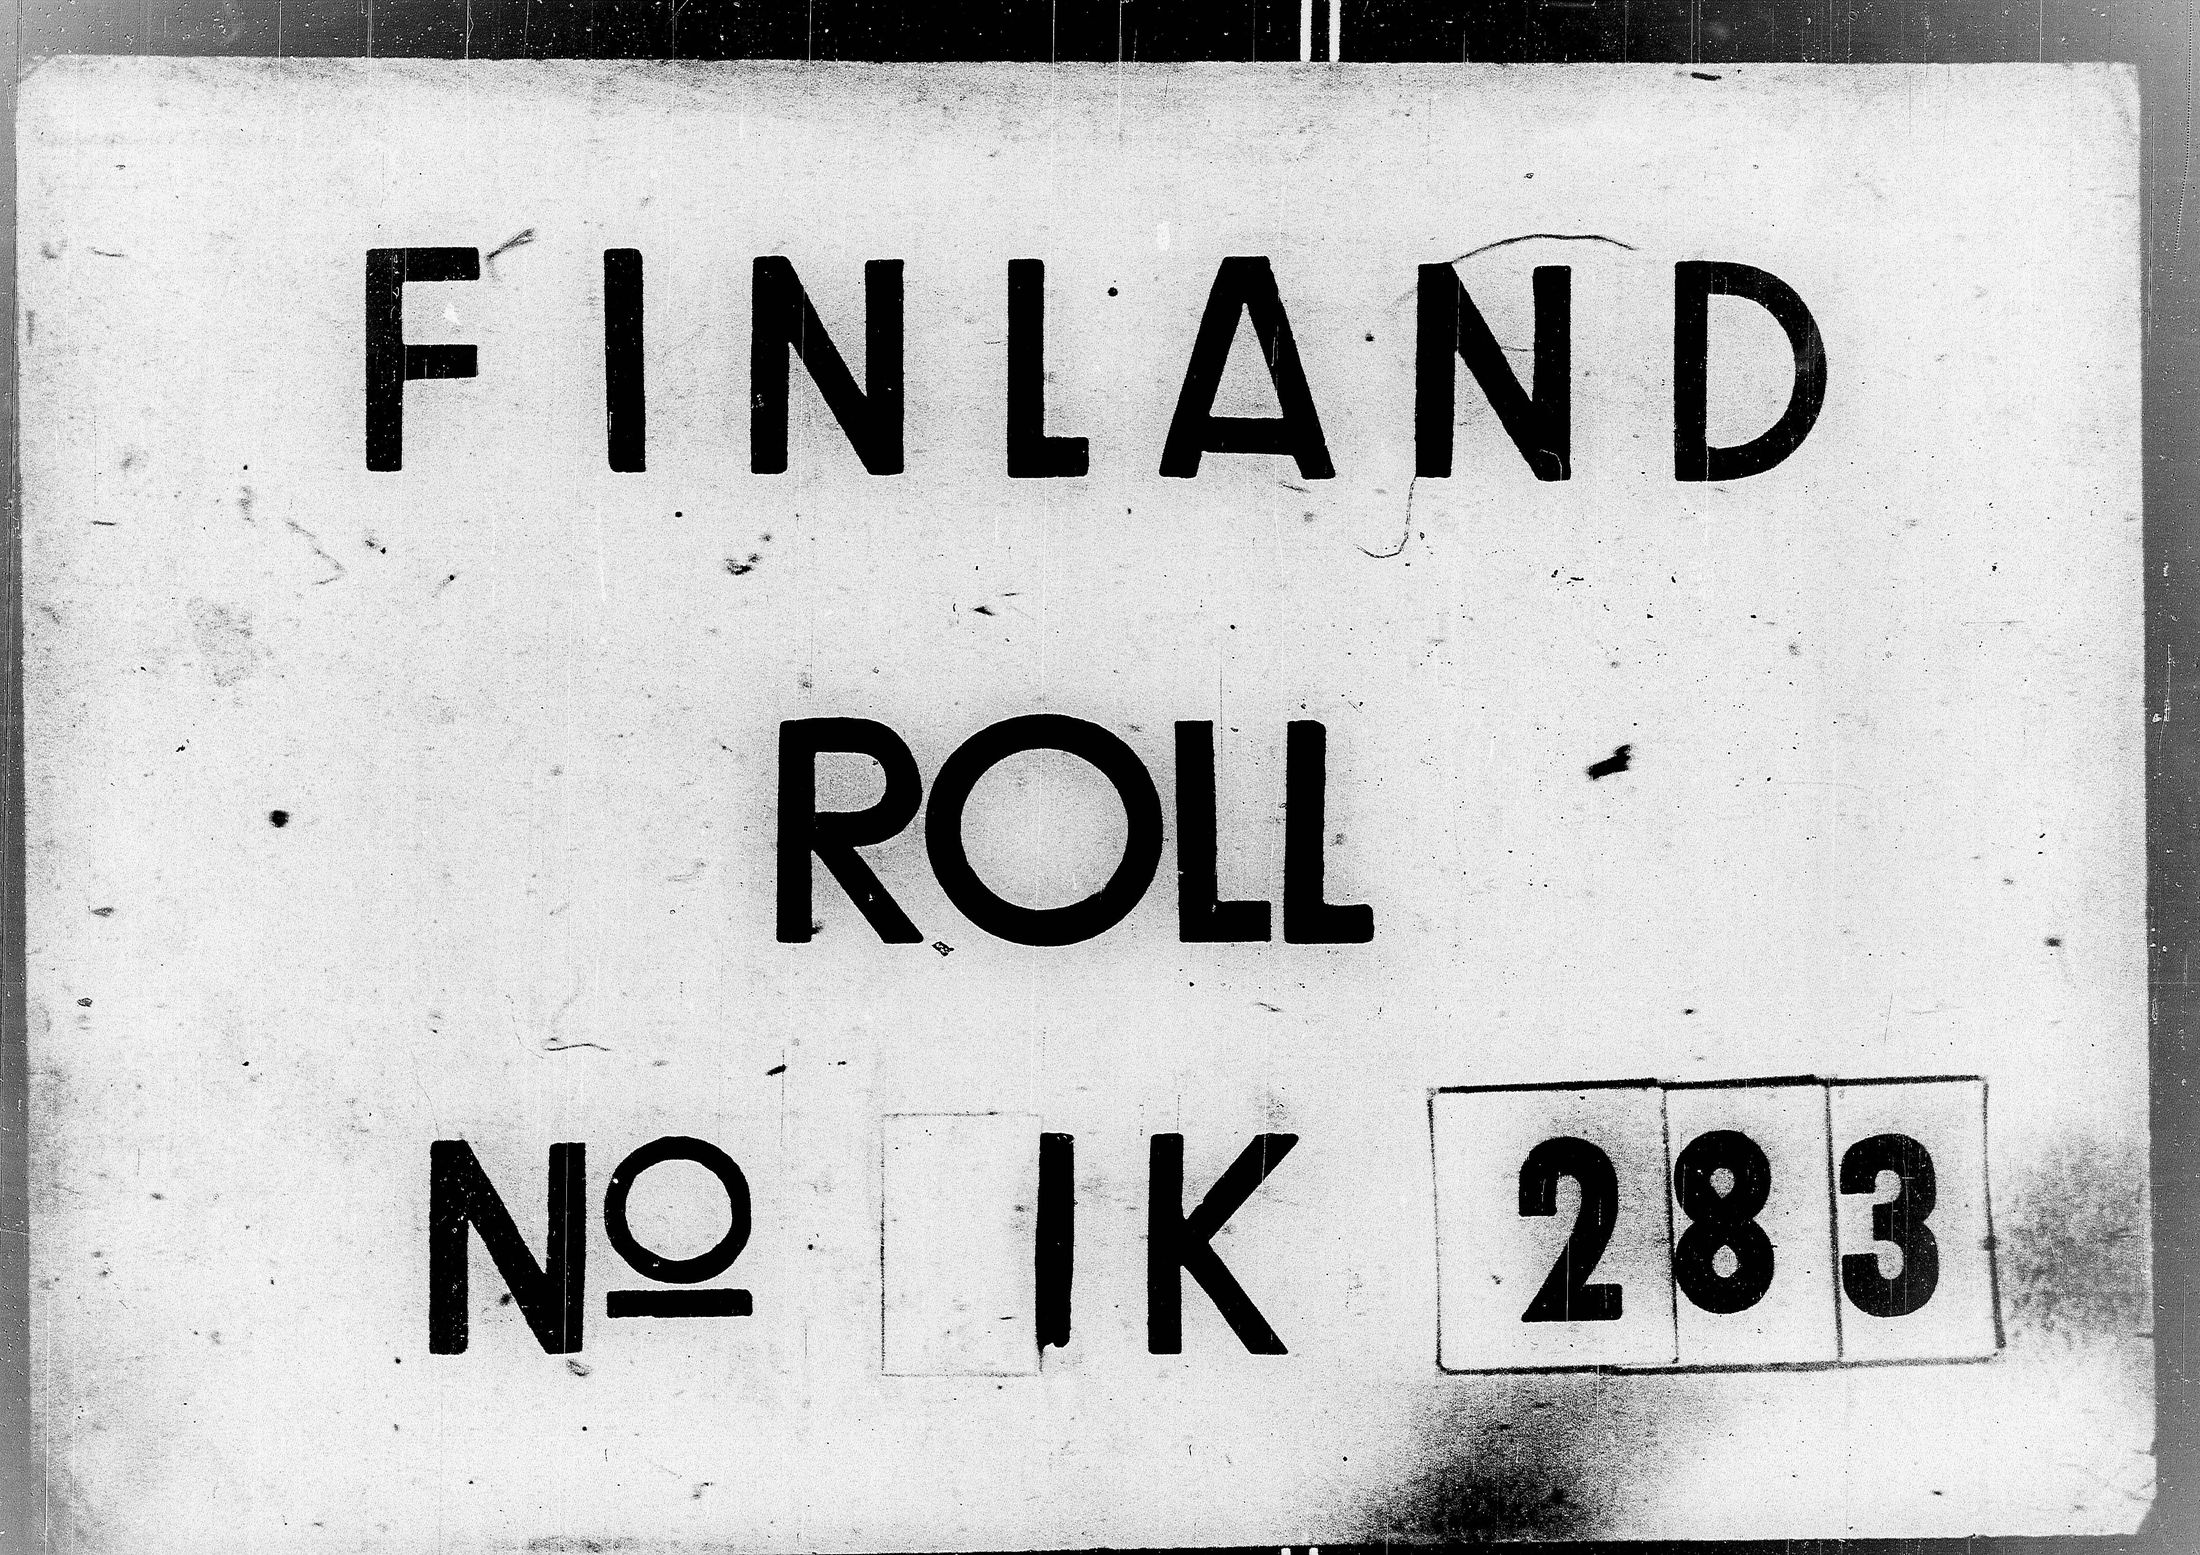 FINLAND
ROLL
Nº IK 283